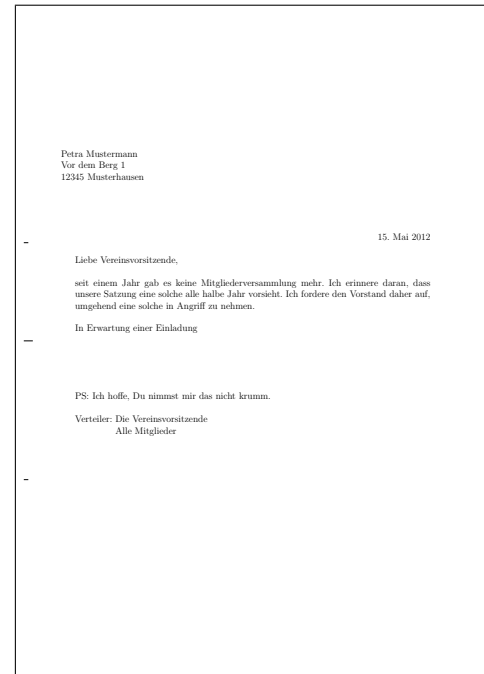 Petra Mustermann
Vor dem Berg 1
12345 Musterhausen
15. Mai 2012
Liebe Vereinsvorsitzende,
seit einem Jahr gab es keine Mitgliederversammlung mehr. Ich erinnere daran, dass
unsere Satzung eine solche alle halbe Jahr vorsieht. Ich fordere den Vorstand daher auf,
umgehend eine solche in Angriff zu nehmen.
In Erwartung einer Einladung
PS: Ich hoffe, Du nimmst mir das nicht krumm.
Verteiler: Die Vereinsvorsitzende
Alle Mitglieder